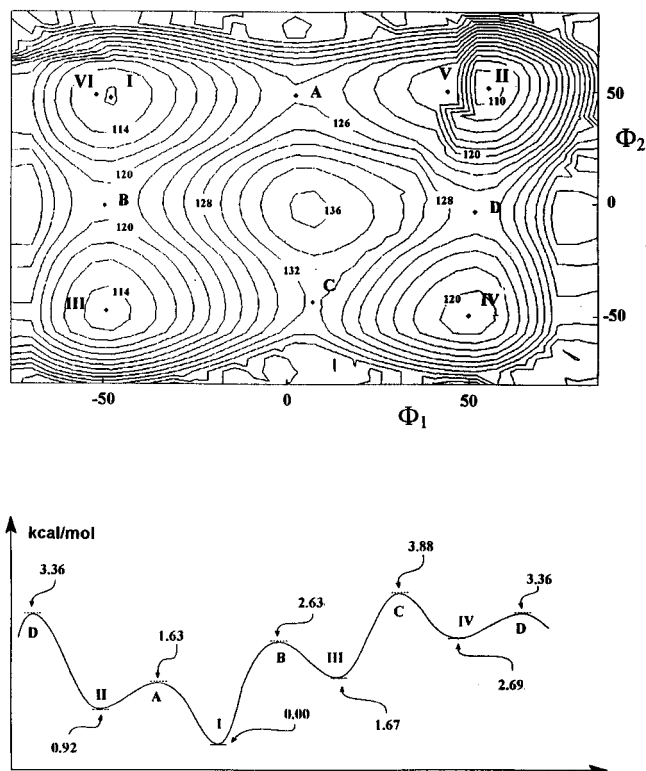 VI I A V II 50
114 126 110
Φ2
120 120
B 128 128 D 0
120 136
132 C
III 114 120 IV
-50
-50 0 50
Φ1
kcal/mol
3.36 3.88 3.36
2.63
1.63
D C IV D
B III
II A
I
0.92 0.00 1.67 2.69